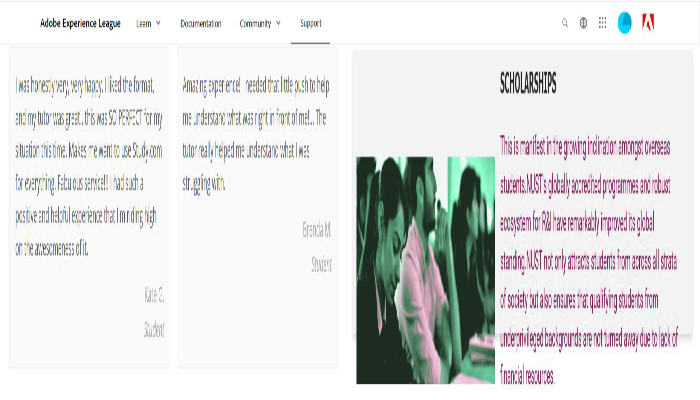 Adobe Experience League Learn Documentation Community Support
I was honestly very, very happy. I liked the format,
and my tutor was great...this was SO PERFECT for my
situation this time. Makes me want to use Study.com
for everything. Fabulous service!!! I had such a
positive and helpful experience that I'm riding high
on the awesomeness of it.
Kate G.
Student
Amazing experience! I needed that little push to help
me understand what was right in front of me!... The
tutor really helped me understand what I was
struggling with.
Brenda M.
Student
SCHOLARSHIPS
This is manifest in the growing inclination amongst overseas
students.NUST's globally accredited programmes and robust
ecosystem for R&I have remarkably improved its global
standing.NUST not only attracts students from across all strata
of society but also ensures that qualifying students from
underprivileged backgrounds are not turned away due to lack of
financial resources.